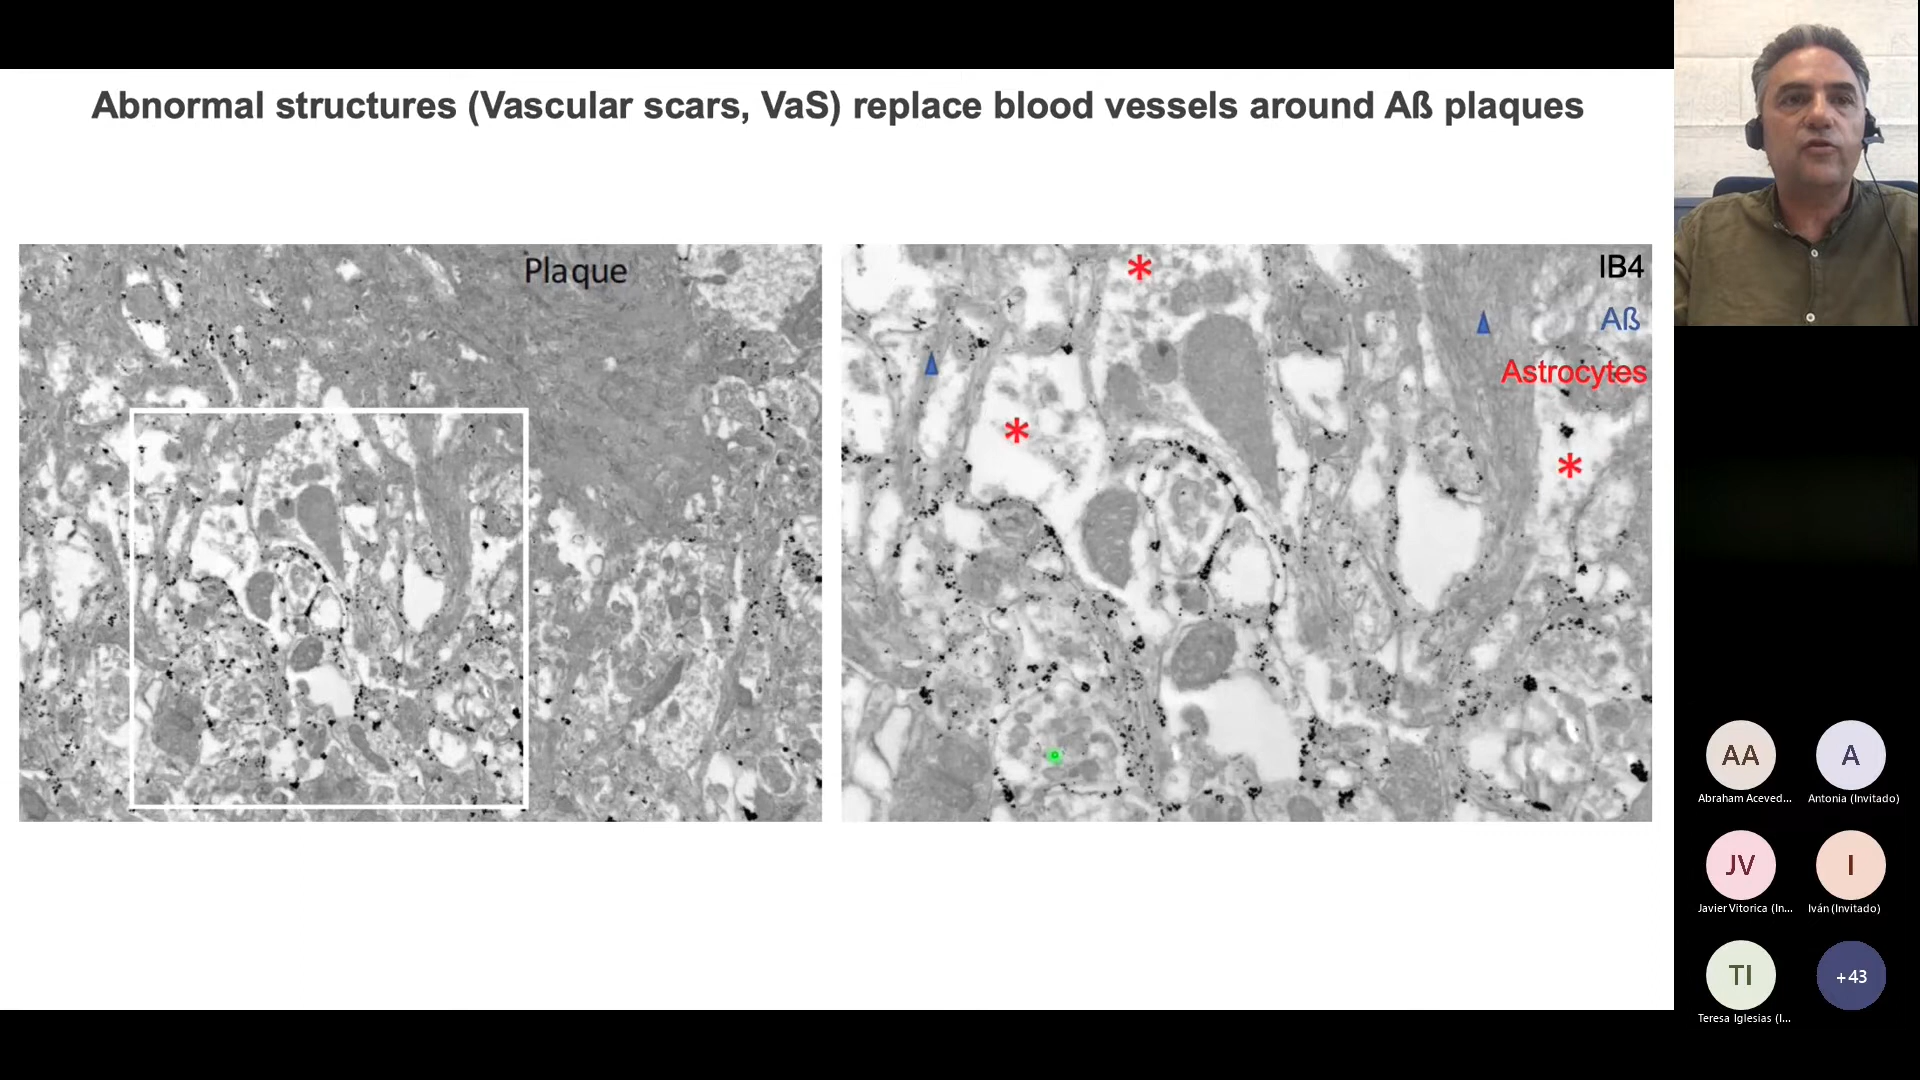 Abnormal structures (Vascular scars, VaS) replace blood vessels around Aß plaques
Plaque
IB4
Aß
Astrocytes
AA
Abraham Aceved...
A
Antonia (Invitado)
JV
Javier Vitorica (In...
I
Iván (Invitado)
TI
Teresa Iglesias (I...
+43